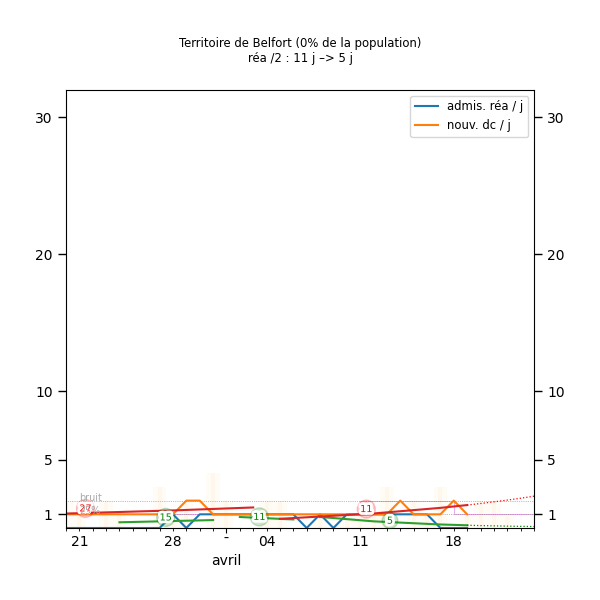 Territoire de Belfort (0% de la population)
réa /2 : 11 j –> 5 j
admis. réa / j
nouv. dc / j
30 30
20 20
10 10
5 5
1 1
bruit
27
15
11
11
5
21 28 - 04 11 18
avril